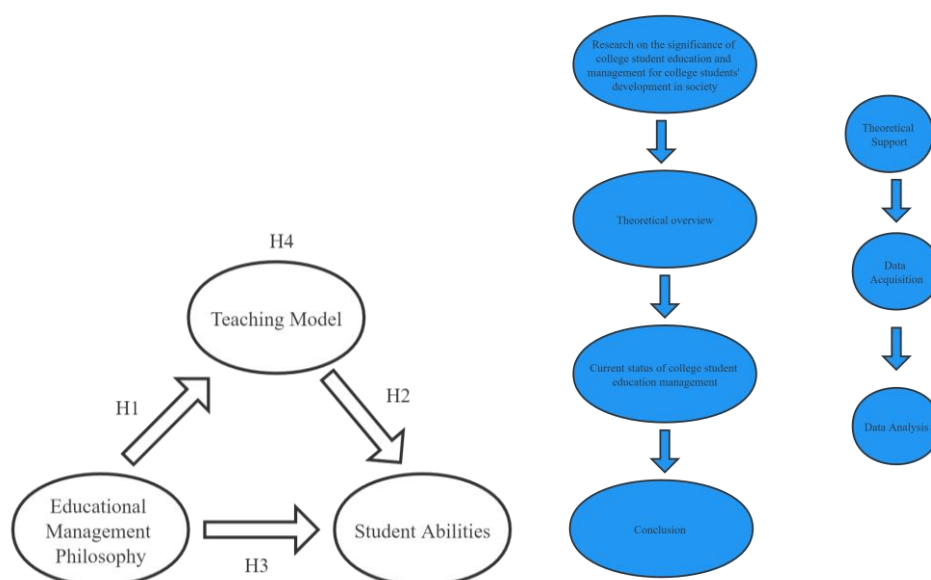 H4
Teaching Model
H1
H2
Educational
Management
Philosophy
H3
Student Abilities
Research on the significance of
college student education and
management for college students'
development in society
Theoretical overview
Current status of college student
education management
Conclusion
Theoretical
Support
Data
Acquisition
Data Analysis